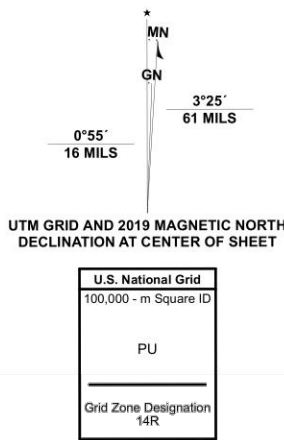 ★
MN
GN
3°25´
61 MILS
0°55´
16 MILS
UTM GRID AND 2019 MAGNETIC NORTH
DECLINATION AT CENTER OF SHEET
U.S. National Grid
100,000 - m Square ID
PU
Grid Zone Designation
14R